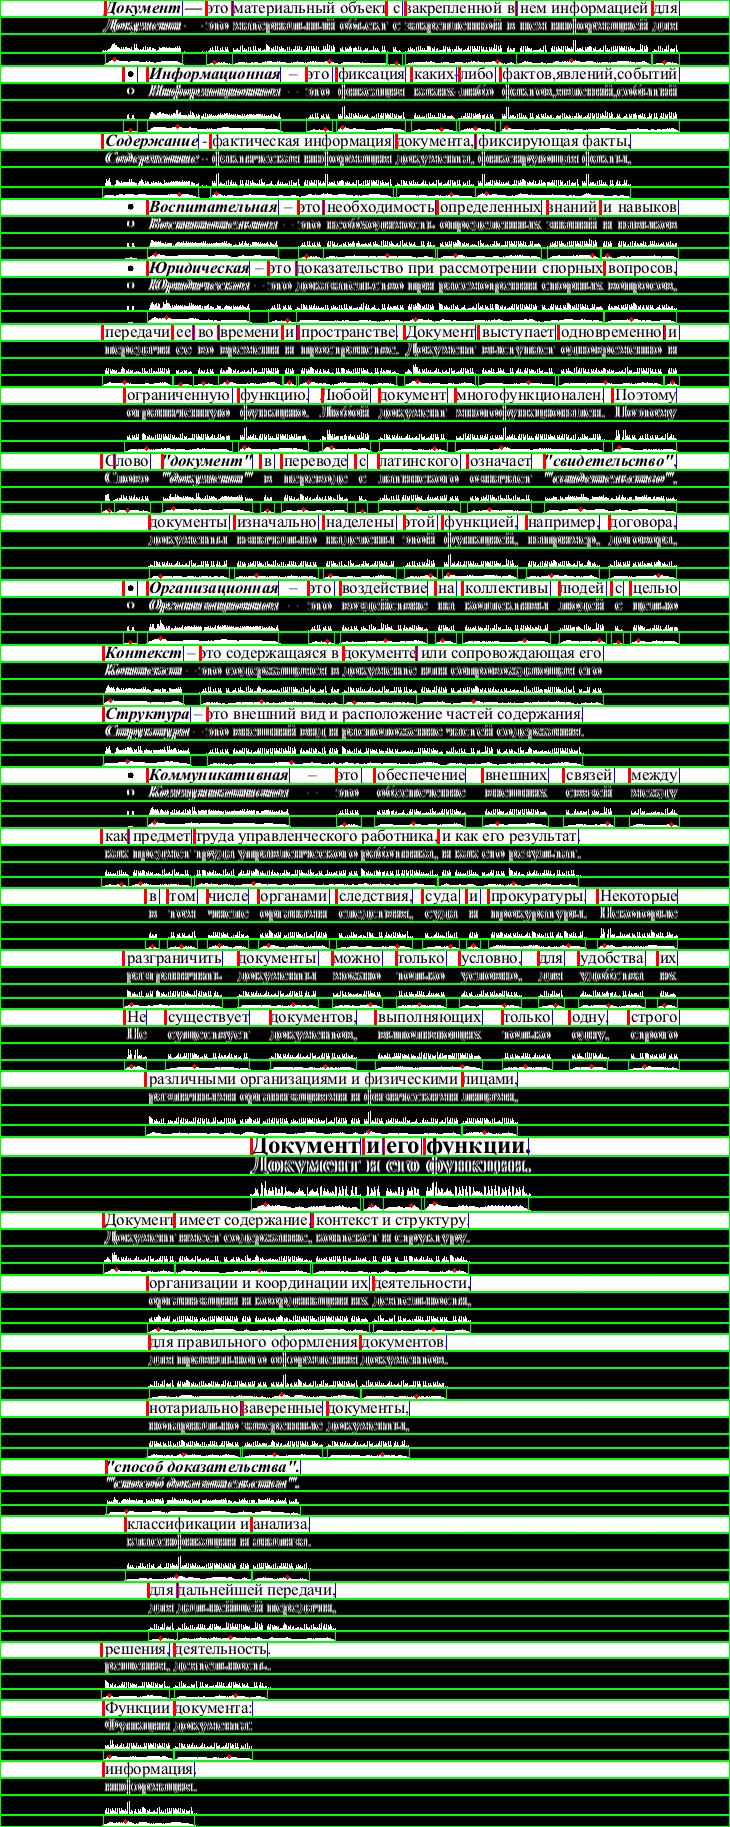 Документ — это материальный объект с закрепленной в нем информацией для
• Информационная – это фиксация каких-либо фактов,явлений,событий
Содержание - фактическая информация документа, фиксирующая факты,
• Воспитательная – это необходимость определенных знаний и навыков
• Юридическая – это доказательство при рассмотрении спорных вопросов,
передачи ее во времени и пространстве. Документ выступает одновременно и
ограниченную функцию. Любой документ многофункционален. Поэтому
Слово "документ" в переводе с латинского означает "свидетельство",
документы изначально наделены этой функцией, например, договора,
• Организационная – это воздействие на коллективы людей с целью
Контекст – это содержащаяся в документе или сопровождающая его
Структура – это внешний вид и расположение частей содержания.
• Коммуникативная – это обеспечение внешних связей между
как предмет труда управленческого работника, и как его результат.
в том числе органами следствия, суда и прокуратуры. Некоторые
разграничить документы можно только условно, для удобства их
Не существует документов, выполняющих только одну, строго
различными организациями и физическими лицами,
Документ и его функции.
Документ имеет содержание, контекст и структуру.
организации и координации их деятельности.
для правильного оформления документов.
нотариально заверенные документы,
"способ доказательства".
классификации и анализа.
для дальнейшей передачи.
решения, деятельность.
Функции документа:
информация.